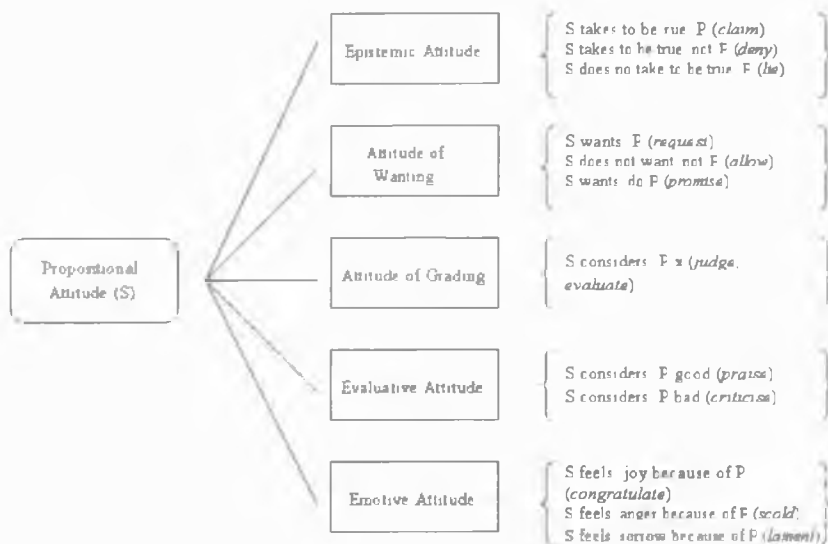 Epistemic Attitude
S takes to be rue P (claim)
S takes to be true not P (deny)
S does no take to be true P (lie)
Attitude of
Wanting
S wants P (request)
S does not want not P (allow)
S wants do P (promise)
Propositional
Attitude (S)
Attitude of Grading
S considers P x (judge,
evaluate)
Evaluative Attitude
S considers P good (praise)
S considers P bad (criticise)
Emotive Attitude
S feels joy because of P
(congratulate)
S feels anger because of P (scold)
S feels sorrow because of P (lament)